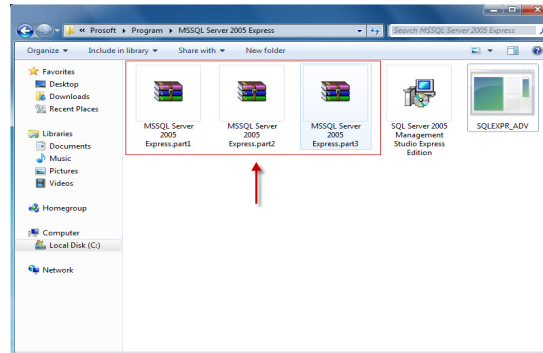 « Prosoft ▸ Program ▸ MSSQL Server 2005 Express
Search MSSQL Server 2005 Express
Organize ▾ Include in library ▾ Share with ▾ New folder
Favorites
Desktop
Downloads
Recent Places
Libraries
Documents
Music
Pictures
Videos
Homegroup
Computer
Local Disk (C:)
Network
MSSQL Server
2005
Express.part1
MSSQL Server
2005
Express.part2
MSSQL Server
2005
Express.part3
SQL Server 2005
Management
Studio Express
Edition
SQLEXPR_ADV